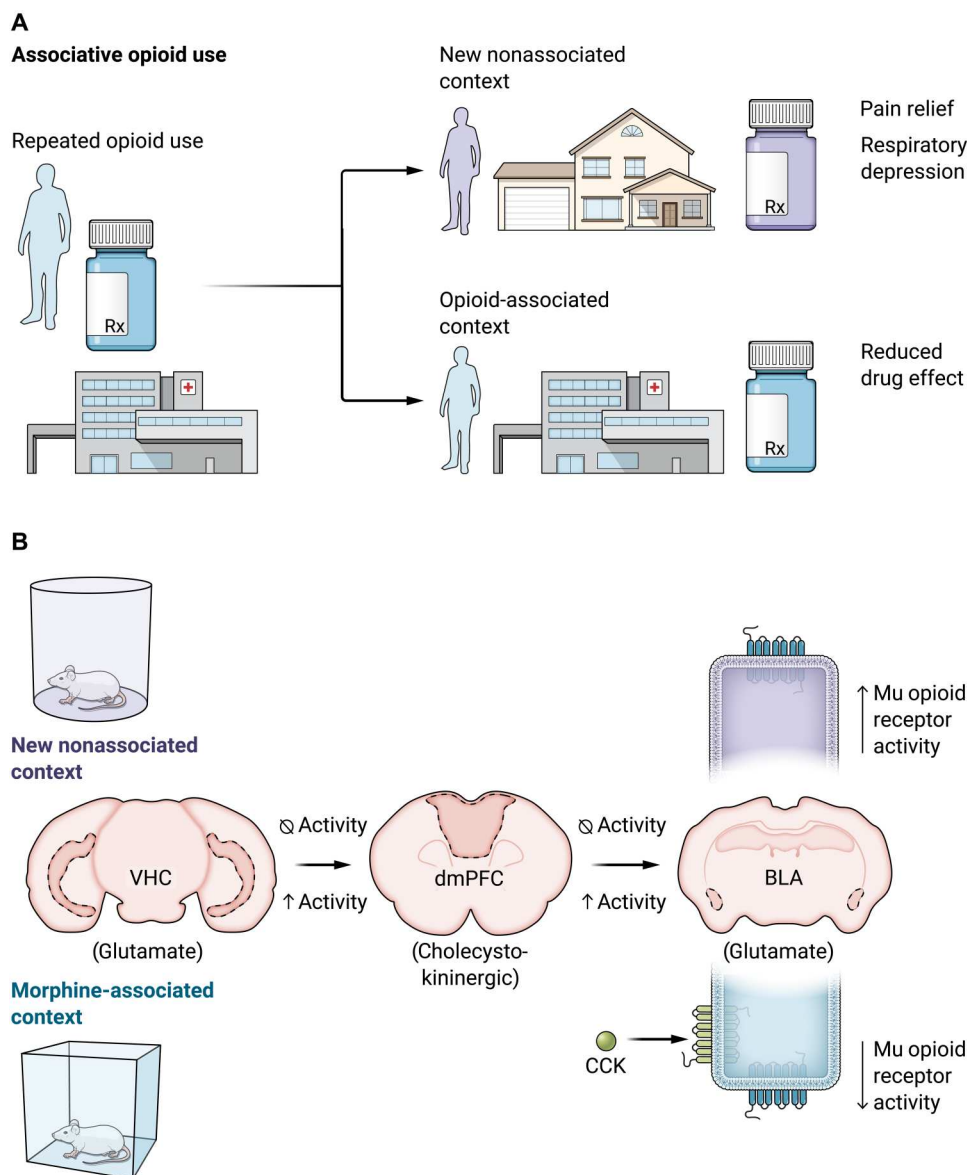 A
Associative opioid use
Repeated opioid use
Rx
New nonassociated
context
Rx
Pain relief
Respiratory
depression
Opioid-associated
context
Rx
Reduced
drug effect
B
New nonassociated
context
↑ Mu opioid
receptor
activity
VHC
(Glutamate)
∅ Activity
↑ Activity
dmPFC
(Cholecysto-
kininergic)
∅ Activity
↑ Activity
BLA
(Glutamate)
Morphine-associated
context
CCK
↓ Mu opioid
receptor
activity